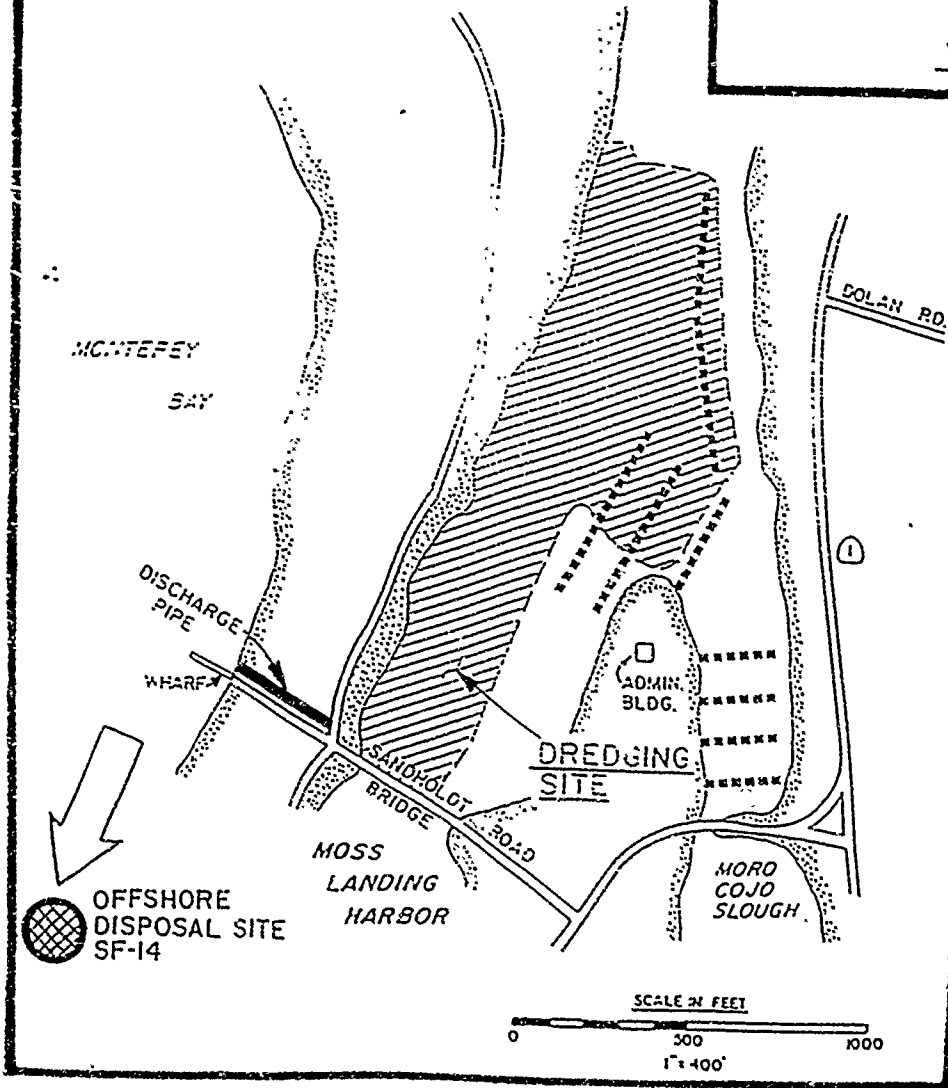 DOLAN RD.
MONTEREY
BAY
1
DISCHARGE
PIPE
WHARF
ADMIN.
BLDG.
DREDGING
SITE
SANDHOLDT ROAD
BRIDGE
MOSS
LANDING
HARBOR
MORO
COJO
SLOUGH
OFFSHORE
DISPOSAL SITE
SF-14
SCALE IN FEET
0 500 1000
1" = 400'